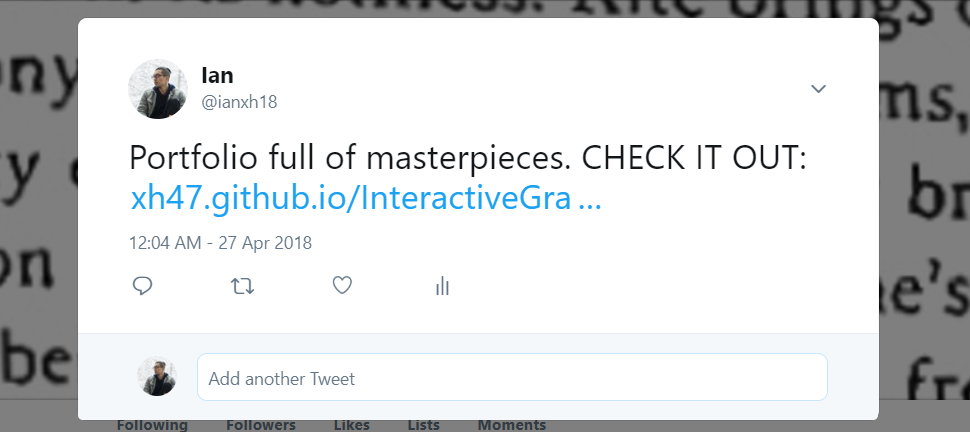 Ian
@ianxh18
Portfolio full of masterpieces. CHECK IT OUT:
xh47.github.io/InteractiveGra…
12:04 AM - 27 Apr 2018
Add another Tweet
Following Followers Likes Lists Moments